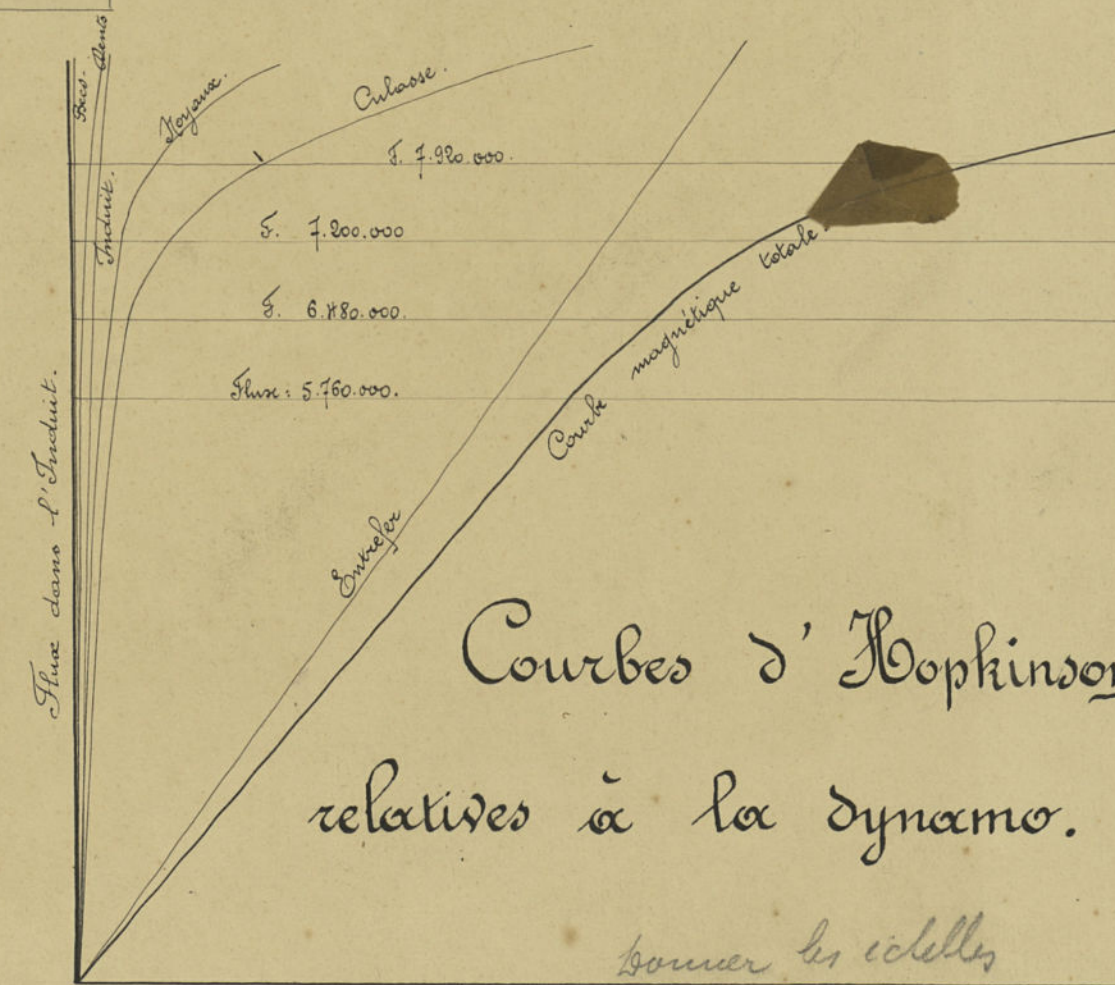 Becs.
Dents
Induit.
Noyaux.
Culasse.
F. 7.920.000.
F. 7.200.000
F. 6.480.000.
Flux: 5.760.000.
Flux dans l'Induit.
Entrefer
Courbe magnétique totale.
Courbes d'Hopkinson
relatives à la dynamo.
Donner les échelles